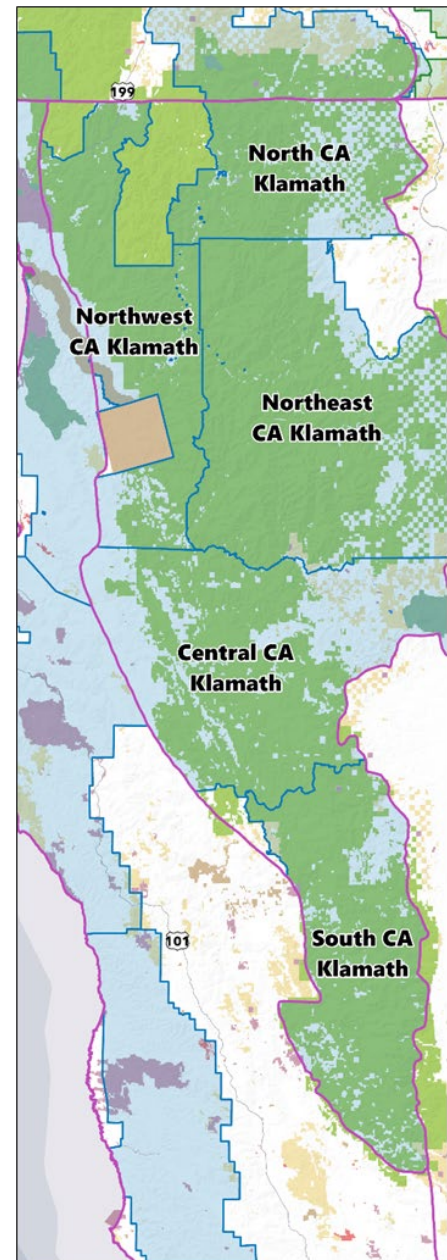 199
North CA
Klamath
Northwest
CA Klamath
Northeast
CA Klamath
Central CA
Klamath
101
South CA
Klamath